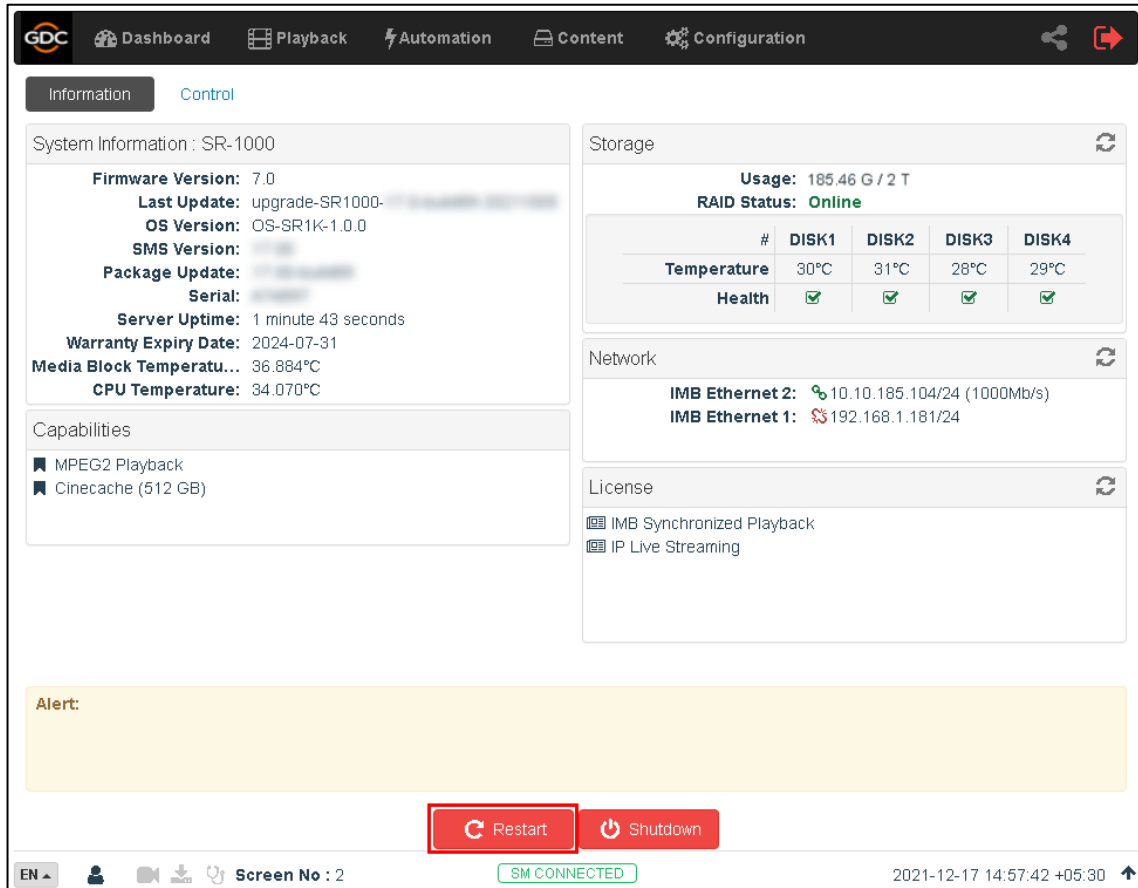 GDC Dashboard Playback Automation Content Configuration
Information Control
System Information : SR-1000
Firmware Version: 7.0
Last Update: upgrade-SR1000-
OS Version: OS-SR1K-1.0.0
SMS Version:
Package Update:
Serial:
Server Uptime: 1 minute 43 seconds
Warranty Expiry Date: 2024-07-31
Media Block Temperatu... 36.884°C
CPU Temperature: 34.070°C
Capabilities
MPEG2 Playback
Cinecache (512 GB)
Storage
Usage: 185.46 G / 2 T
RAID Status: Online
# DISK1 DISK2 DISK3 DISK4
Temperature 30°C 31°C 28°C 29°C
Health
Network
IMB Ethernet 2: 10.10.185.104/24 (1000Mb/s)
IMB Ethernet 1: 192.168.1.181/24
License
IMB Synchronized Playback
IP Live Streaming
Alert:
Restart Shutdown
EN Screen No : 2 SM CONNECTED 2021-12-17 14:57:42 +05:30